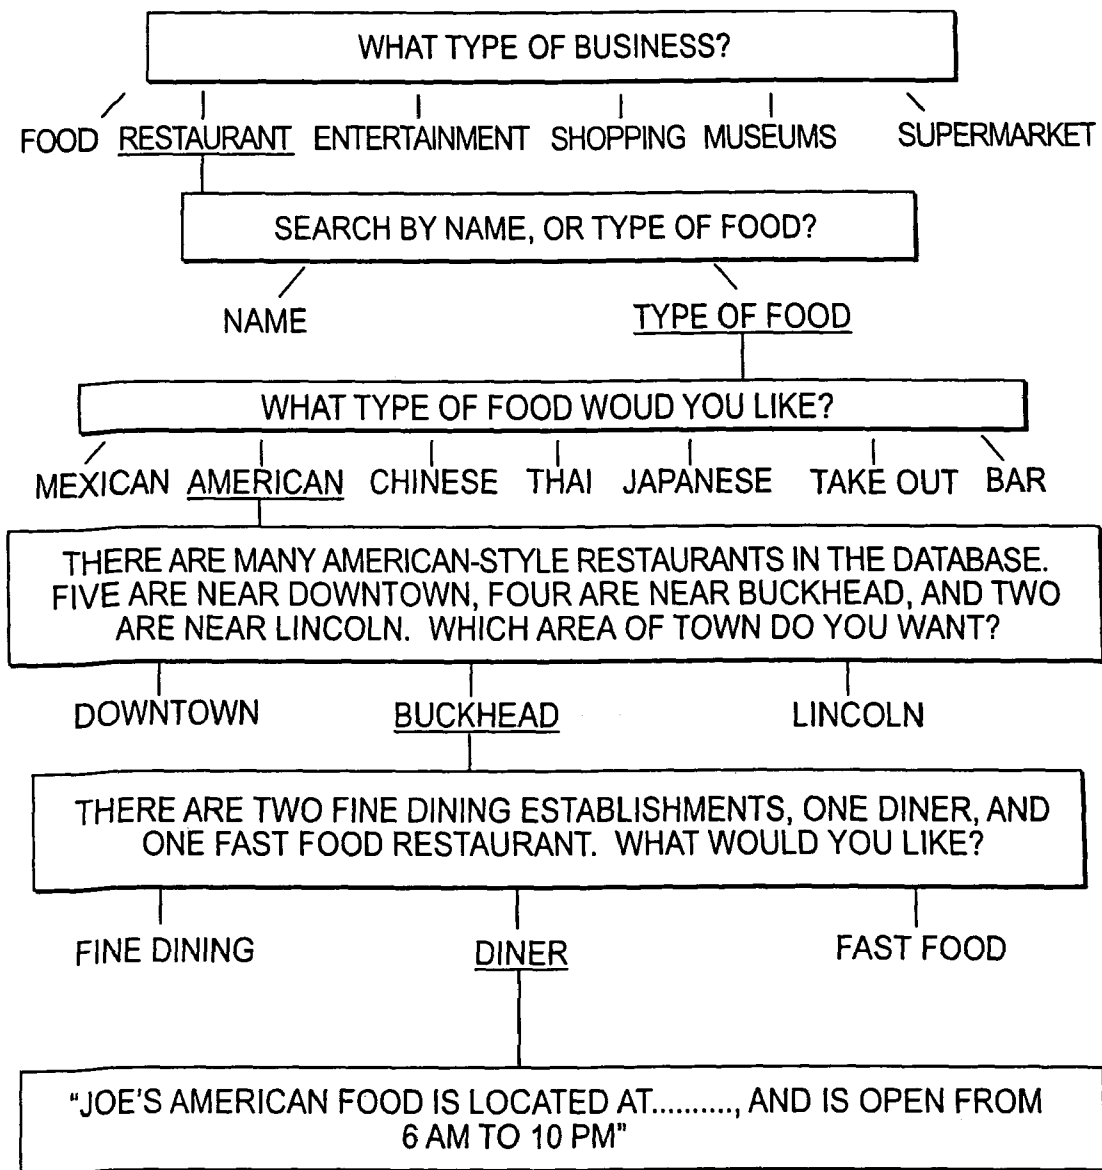 WHAT TYPE OF BUSINESS?
FOOD RESTAURANT ENTERTAINMENT SHOPPING MUSEUMS SUPERMARKET
SEARCH BY NAME, OR TYPE OF FOOD?
NAME TYPE OF FOOD
WHAT TYPE OF FOOD WOUD YOU LIKE?
MEXICAN AMERICAN CHINESE THAI JAPANESE TAKE OUT BAR
THERE ARE MANY AMERICAN-STYLE RESTAURANTS IN THE DATABASE.
FIVE ARE NEAR DOWNTOWN, FOUR ARE NEAR BUCKHEAD, AND TWO
ARE NEAR LINCOLN. WHICH AREA OF TOWN DO YOU WANT?
DOWNTOWN BUCKHEAD LINCOLN
THERE ARE TWO FINE DINING ESTABLISHMENTS, ONE DINER, AND
ONE FAST FOOD RESTAURANT. WHAT WOULD YOU LIKE?
FINE DINING DINER FAST FOOD
"JOE'S AMERICAN FOOD IS LOCATED AT.........., AND IS OPEN FROM
6 AM TO 10 PM"